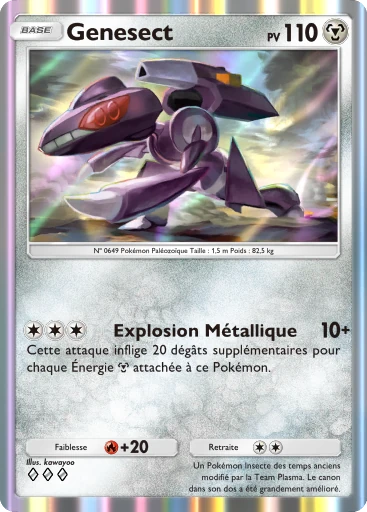 BASE Genesect PV 110
N° 0649 Pokémon Paléozoïque Taille : 1,5 m Poids : 82,5 kg
Explosion Métallique 10+
Cette attaque inflige 20 dégâts supplémentaires pour
chaque Énergie attachée à ce Pokémon.
Faiblesse +20 Retraite
Illus. kawayoo
Un Pokémon Insecte des temps anciens
modifié par la Team Plasma. Le canon
dans son dos a été grandement amélioré.